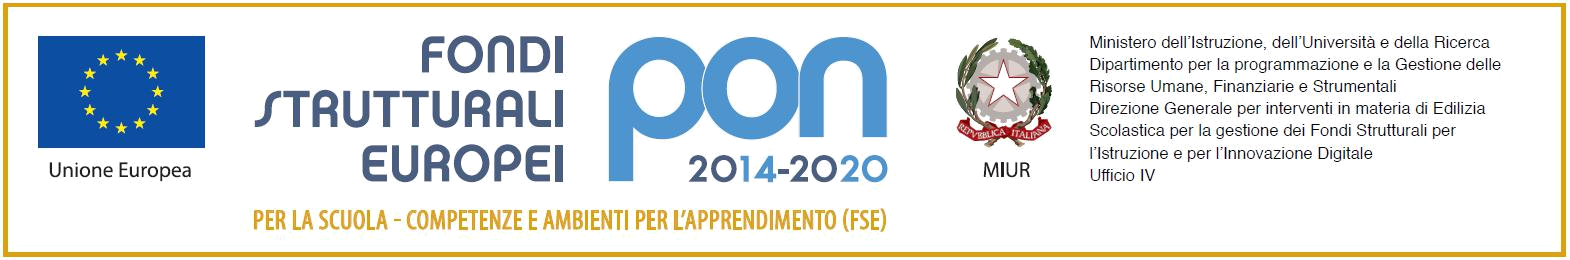 Unione Europea
FONDI
STRUTTURALI
EUROPEI
pon
2014-2020
PER LA SCUOLA - COMPETENZE E AMBIENTI PER L'APPRENDIMENTO (FSE)
REPVBBLICA ITALIANA
MIUR
Ministero dell'Istruzione, dell'Università e della Ricerca
Dipartimento per la programmazione e la Gestione delle
Risorse Umane, Finanziarie e Strumentali
Direzione Generale per interventi in materia di Edilizia
Scolastica per la gestione dei Fondi Strutturali per
l'Istruzione e per l'Innovazione Digitale
Ufficio IV